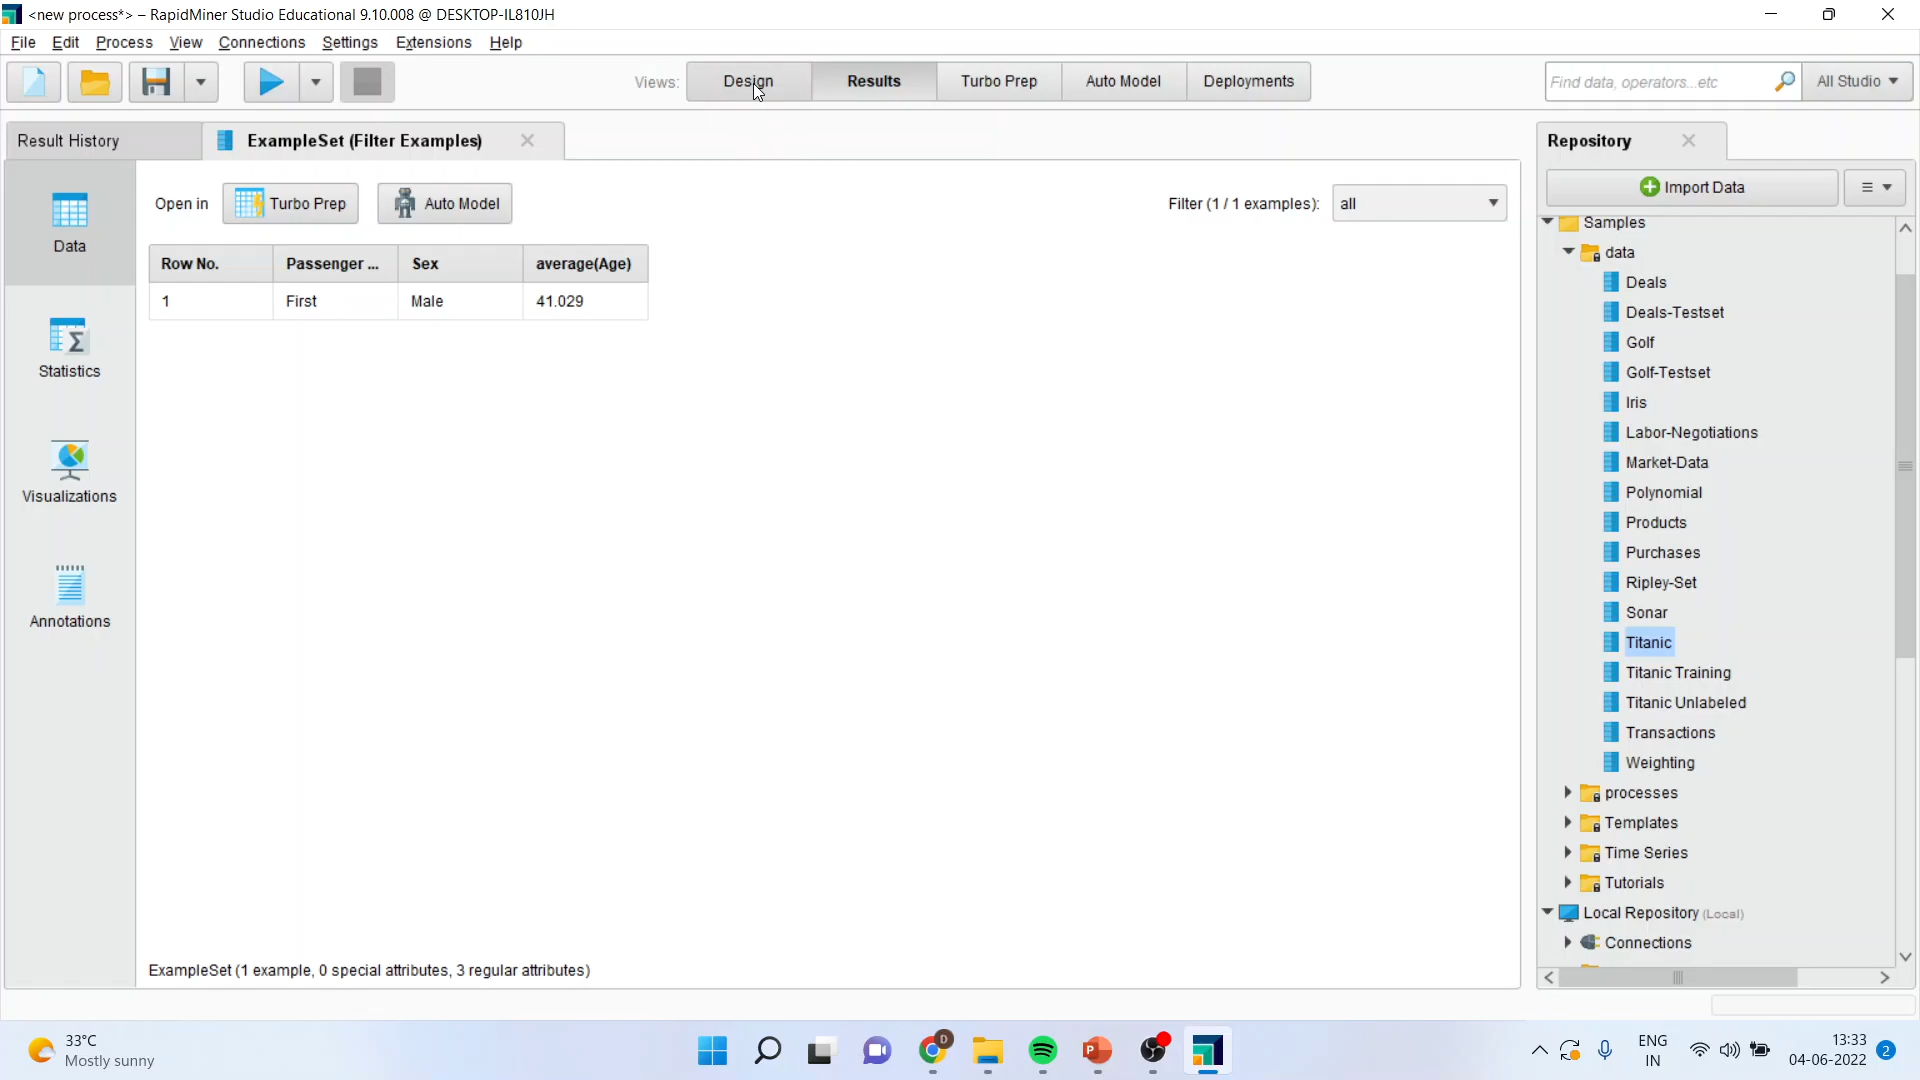 <new process*> – RapidMiner Studio Educational 9.10.008 @ DESKTOP-IL810JH
File Edit Process View Connections Settings Extensions Help
Views: Design Results Turbo Prep Auto Model Deployments
Find data, operators...etc
All Studio
Result History
ExampleSet (Filter Examples)
Repository
Open in Turbo Prep Auto Model
Filter (1 / 1 examples): all
Import Data
Data
Statistics
Visualizations
Annotations
Row No. Passenger ... Sex average(Age)
1 First Male 41.029
ExampleSet (1 example, 0 special attributes, 3 regular attributes)
Samples
data
Deals
Deals-Testset
Golf
Golf-Testset
Iris
Labor-Negotiations
Market-Data
Polynomial
Products
Purchases
Ripley-Set
Sonar
Titanic
Titanic Training
Titanic Unlabeled
Transactions
Weighting
processes
Templates
Time Series
Tutorials
Local Repository (Local)
Connections
33°C
Mostly sunny
D
P
ENG
IN
13:33
04-06-2022
2